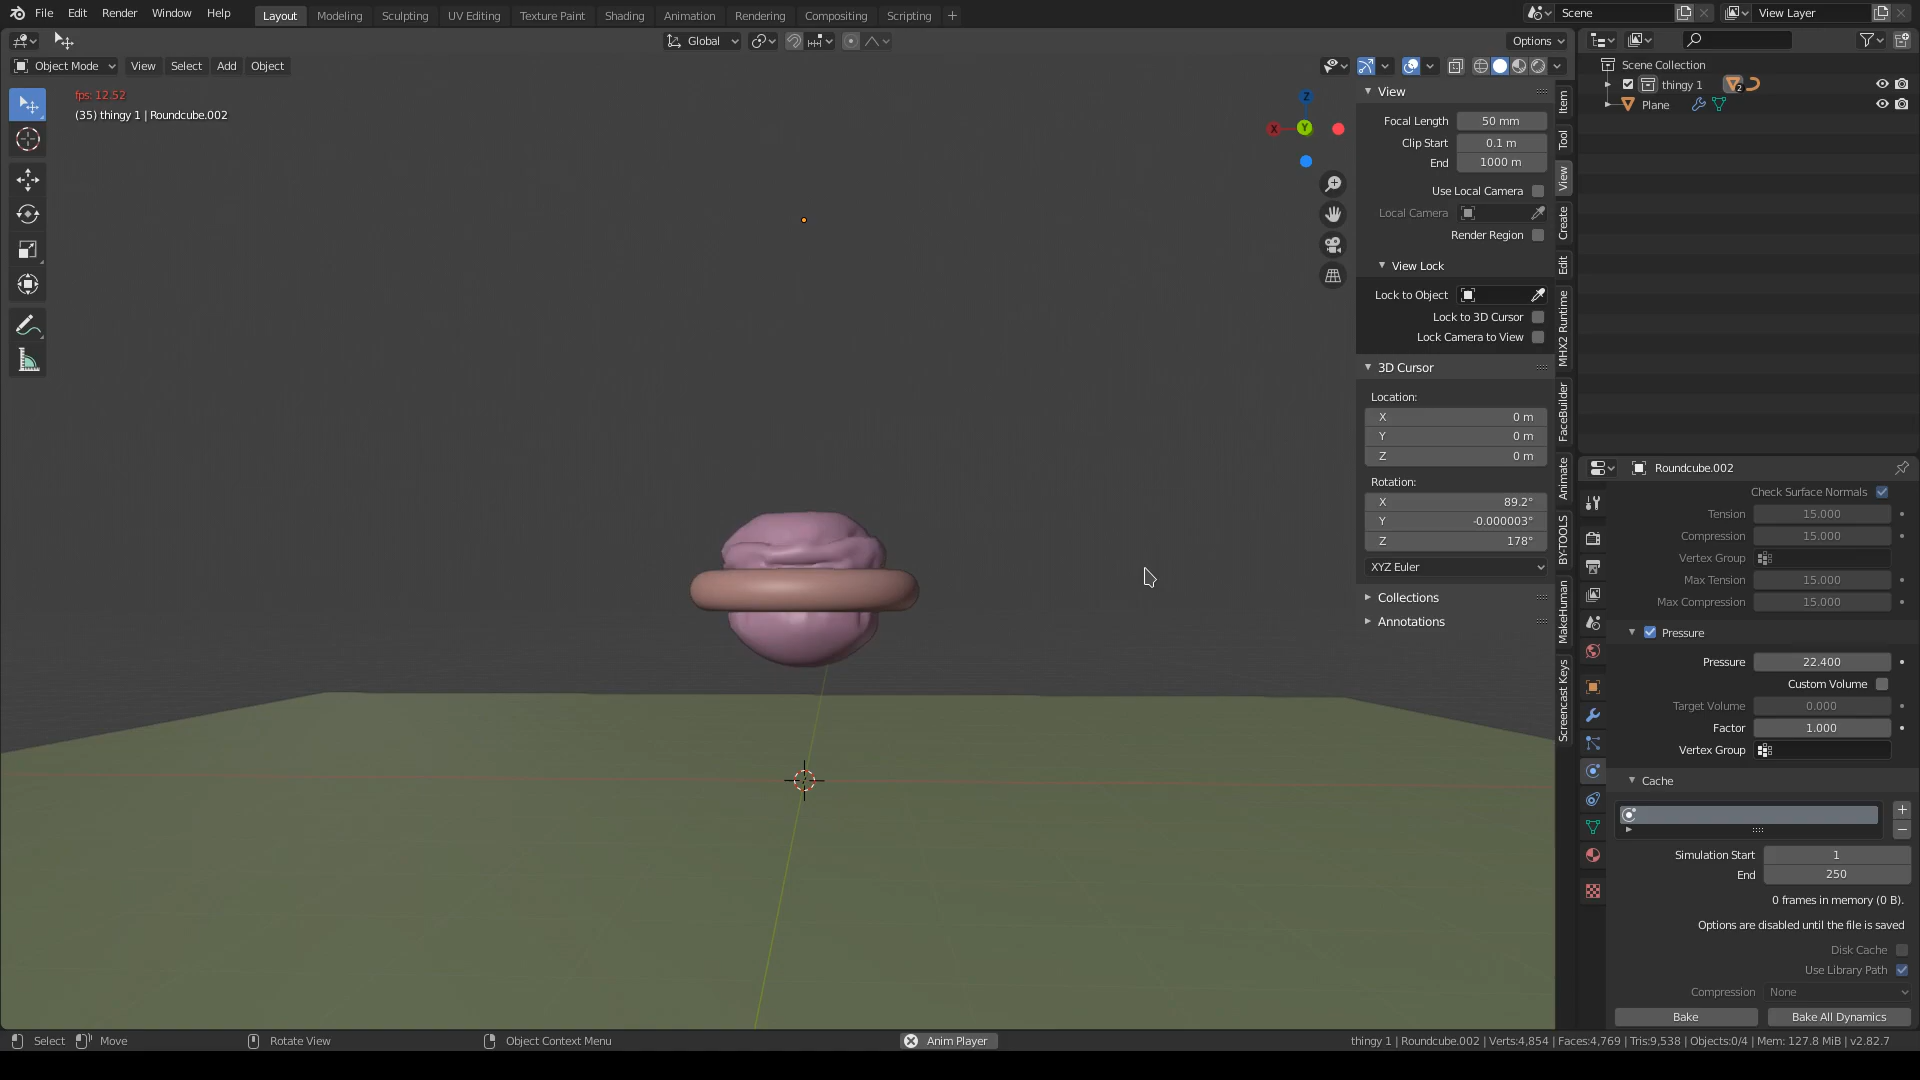 File Edit Render Window Help Layout Modeling Sculpting UV Editing Texture Paint Shading Animation Rendering Compositing Scripting + Scene View Layer
Global Options
Object Mode View Select Add Object
fps: 12.52
(35) thingy 1 | Roundcube.002
Z
X
Y
View
Focal Length 50 mm
Clip Start 0.1 m
End 1000 m
Use Local Camera
Local Camera
Render Region
View Lock
Lock to Object
Lock to 3D Cursor
Lock Camera to View
3D Cursor
Location:
X 0 m
Y 0 m
Z 0 m
Rotation:
X 89.2°
Y -0.000003°
Z 178°
XYZ Euler
Collections
Annotations
Item
Tool
View
Create
Edit
MHX2 Runtime
FaceBuilder
Animate
BY-TOOLS
MakeHuman
Screencast Keys
Scene Collection
thingy 1 2
Plane
Roundcube.002
Check Surface Normals
Tension 15.000
Compression 15.000
Vertex Group
Max Tension 15.000
Max Compression 15.000
Pressure
Pressure 22.400
Custom Volume
Target Volume 0.000
Factor 1.000
Vertex Group
Cache
Simulation Start 1
End 250
0 frames in memory (0 B).
Options are disabled until the file is saved
Disk Cache
Use Library Path
Compression None
Bake Bake All Dynamics
Select Move Rotate View Object Context Menu Anim Player thingy 1 | Roundcube.002 | Verts:4,854 | Faces:4,769 | Tris:9,538 | Objects:0/4 | Mem: 127.8 MiB | v2.82.7